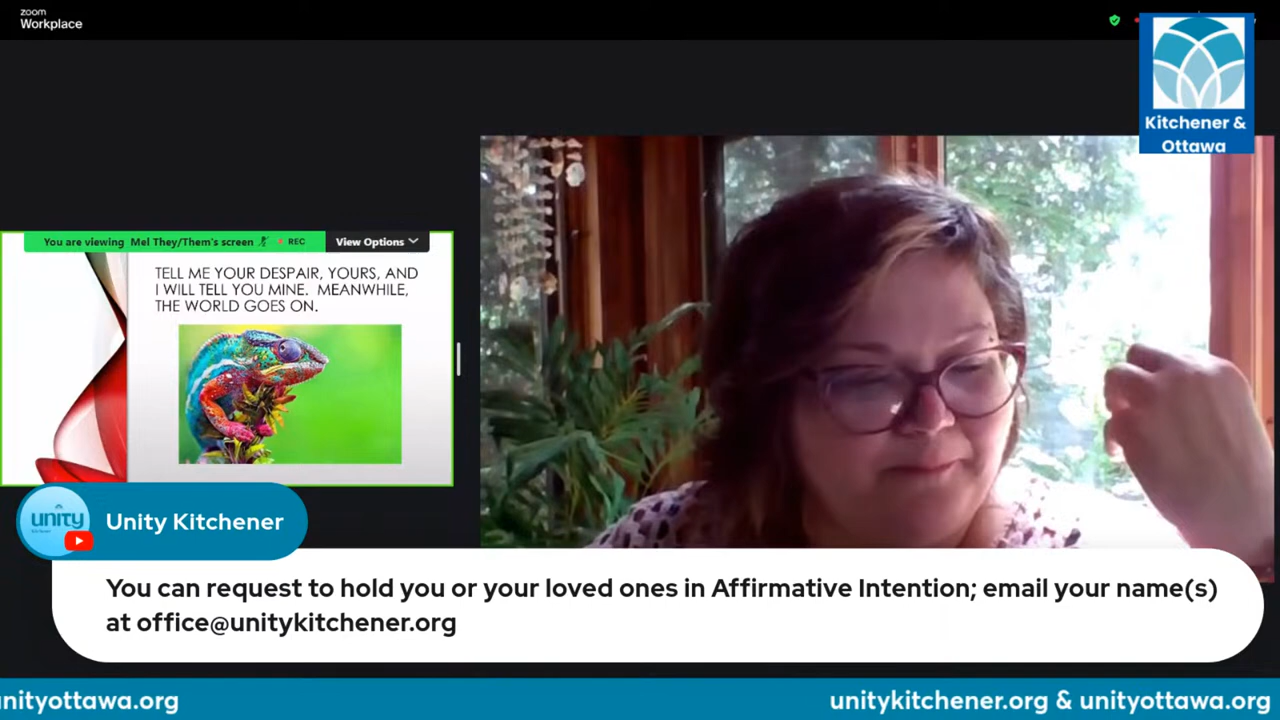 zoom
Workplace
Kitchener &
Ottawa
You are viewing Mel They/Them's screen
REC
View Options
TELL ME YOUR DESPAIR, YOURS, AND
I WILL TELL YOU MINE. MEANWHILE,
THE WORLD GOES ON.
unity
Unity Kitchener
You can request to hold you or your loved ones in Affirmative Intention; email your name(s)
at office@unitykitchener.org
nityottawa.org
unitykitchener.org & unityottawa.org